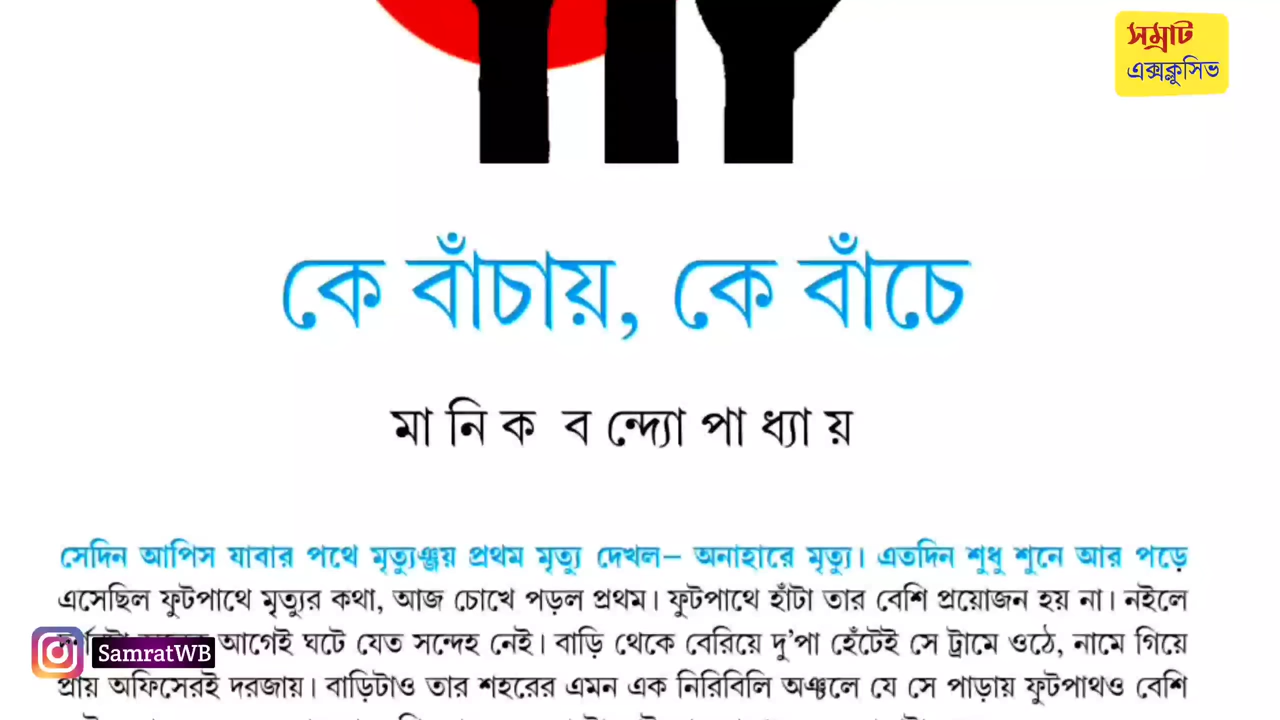 সম্রাট
এক্সক্লুসিভ
কে বাঁচায়, কে বাঁচে
মানিক বন্দ্যোপাধ্যায়
সেদিন আপিস যাবার পথে মৃত্যুঞ্জয় প্রথম মৃত্যু দেখল– অনাহারে মৃত্যু। এতদিন শুধু শুনে আর পড়ে
এসেছিল ফুটপাথে মৃত্যুর কথা, আজ চোখে পড়ল প্রথম। ফুটপাথে হাঁটা তার বেশি প্রয়োজন হয় না। নইলে
আগেই ঘটে যেত সন্দেহ নেই। বাড়ি থেকে বেরিয়ে দু'পা হেঁটেই সে ট্রামে ওঠে, নামে গিয়ে
SamratWB
প্রায় অফিসেরই দরজায়। বাড়িটাও তার শহরের এমন এক নিরিবিলি অঞ্চলে যে সে পাড়ায় ফুটপাথও বেশি